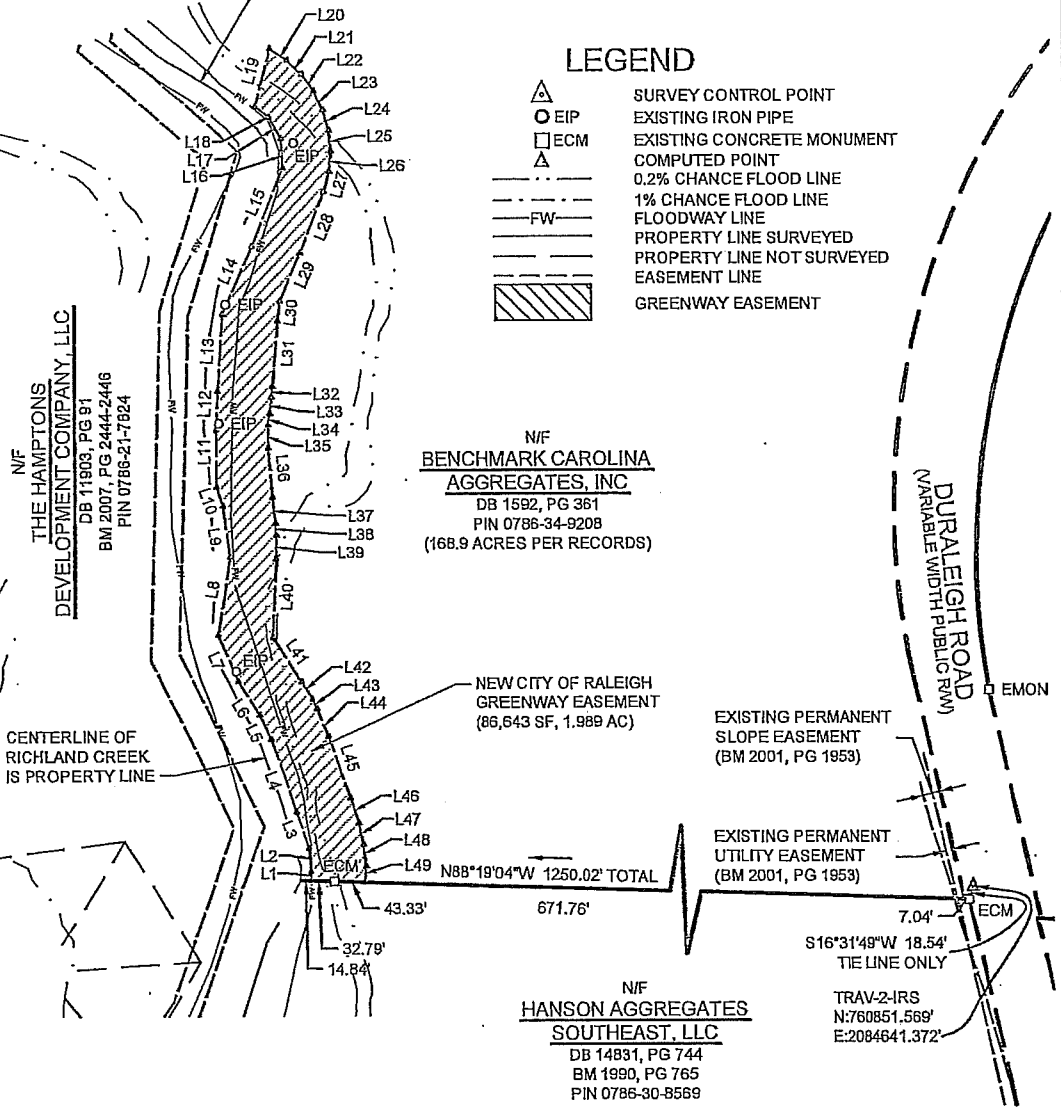 L20
L21
L22
L23
L24
L25
L26
L19
L18
L17
L16
EIP
L27
L15
L28
L14
L29
EIP
L30
L13
L31
L12
L32
L33
L34
L35
EIP
L11
L36
L10
L37
L9
L38
L39
L8
L40
L41
EIP
L7
L42
L43
L44
L6
L5
L45
L4
L46
L3
L47
L48
L2
L1
L49
ECM
FW
LEGEND
SURVEY CONTROL POINT
EIP EXISTING IRON PIPE
ECM EXISTING CONCRETE MONUMENT
COMPUTED POINT
0.2% CHANCE FLOOD LINE
1% CHANCE FLOOD LINE
FW FLOODWAY LINE
PROPERTY LINE SURVEYED
PROPERTY LINE NOT SURVEYED
EASEMENT LINE
GREENWAY EASEMENT
N/F
THE HAMPTONS
DEVELOPMENT COMPANY, LLC
DB 11903, PG 91
BM 2007, PG 2444-2446
PIN 0786-21-7624
N/F
BENCHMARK CAROLINA
AGGREGATES, INC
DB 1592, PG 361
PIN 0786-34-9208
(168.9 ACRES PER RECORDS)
DURALEIGH ROAD
(VARIABLE WIDTH PUBLIC R/W)
EMON
NEW CITY OF RALEIGH
GREENWAY EASEMENT
(86,643 SF, 1.989 AC)
CENTERLINE OF
RICHLAND CREEK
IS PROPERTY LINE
EXISTING PERMANENT
SLOPE EASEMENT
(BM 2001, PG 1953)
EXISTING PERMANENT
UTILITY EASEMENT
(BM 2001, PG 1953)
N88°19'04"W 1250.02' TOTAL
671.76'
43.33'
32.79'
14.84'
7.04'
ECM
S16°31'49"W 18.54'
TIE LINE ONLY
TRAV-2-IRS
N:760851.569'
E:2084641.372'
N/F
HANSON AGGREGATES
SOUTHEAST, LLC
DB 14831, PG 744
BM 1990, PG 765
PIN 0786-30-8569